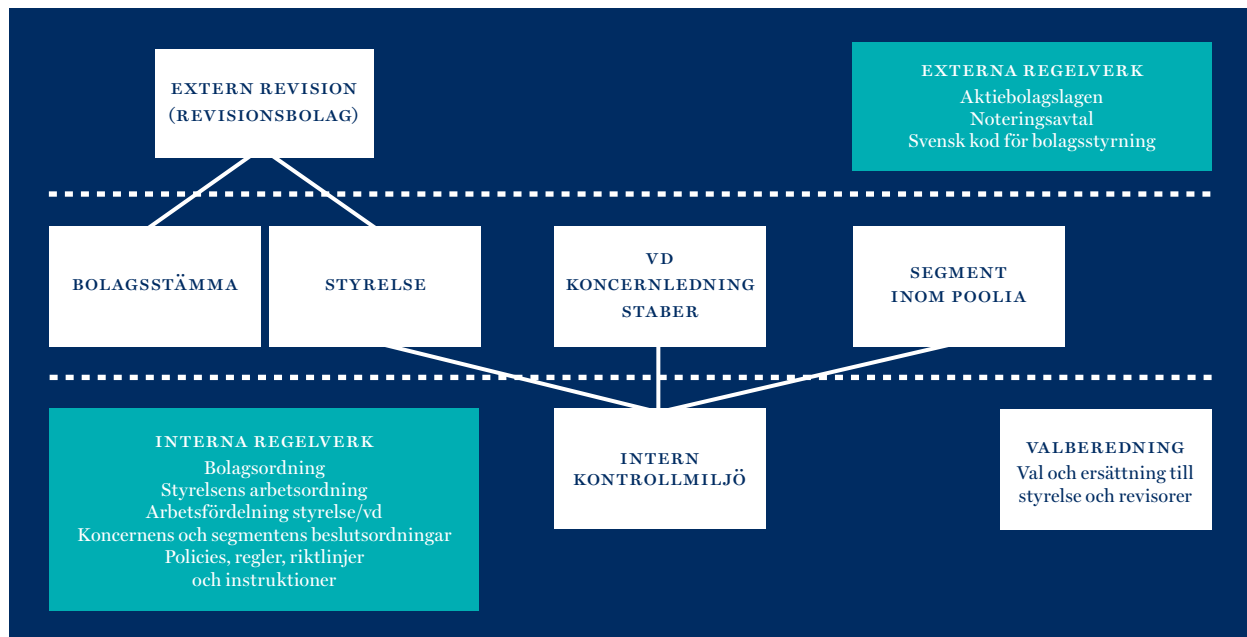 EXTERN REVISION
(REVISIONSBOLAG)
EXTERNA REGELVERK
Aktiebolagslagen
Noteringsavtal
Svensk kod för bolagsstyrning
BOLAGSSTÄMMA
STYRELSE
VD
KONCERNLEDNING
STABER
SEGMENT
INOM POOLIA
INTERNA REGELVERK
Bolagsordning
Styrelsens arbetsordning
Arbetsfördelning styrelse/vd
Koncernens och segmentens beslutsordningar
Policies, regler, riktlinjer
och instruktioner
INTERN
KONTROLLMILJÖ
VALBEREDNING
Val och ersättning till
styrelse och revisorer